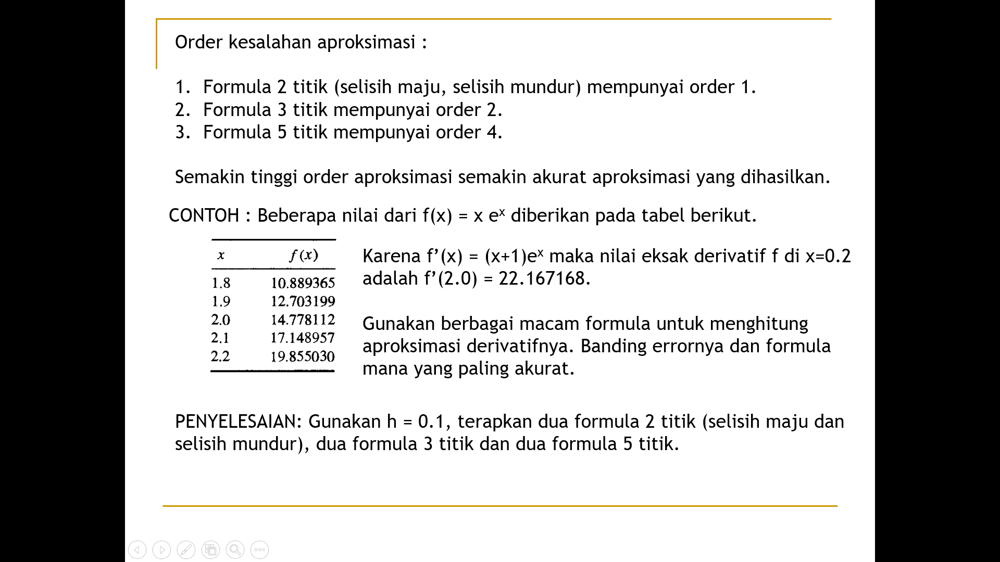 Order kesalahan aproksimasi :
1. Formula 2 titik (selisih maju, selisih mundur) mempunyai order 1.
2. Formula 3 titik mempunyai order 2.
3. Formula 5 titik mempunyai order 4.
Semakin tinggi order aproksimasi semakin akurat aproksimasi yang dihasilkan.
CONTOH : Beberapa nilai dari f(x) = x eˣ diberikan pada tabel berikut.
x f(x)
1.8 10.889365
1.9 12.703199
2.0 14.778112
2.1 17.148957
2.2 19.855030
Karena f’(x) = (x+1)eˣ maka nilai eksak derivatif f di x=0.2
adalah f’(2.0) = 22.167168.
Gunakan berbagai macam formula untuk menghitung
aproksimasi derivatifnya. Banding errornya dan formula
mana yang paling akurat.
PENYELESAIAN: Gunakan h = 0.1, terapkan dua formula 2 titik (selisih maju dan
selisih mundur), dua formula 3 titik dan dua formula 5 titik.